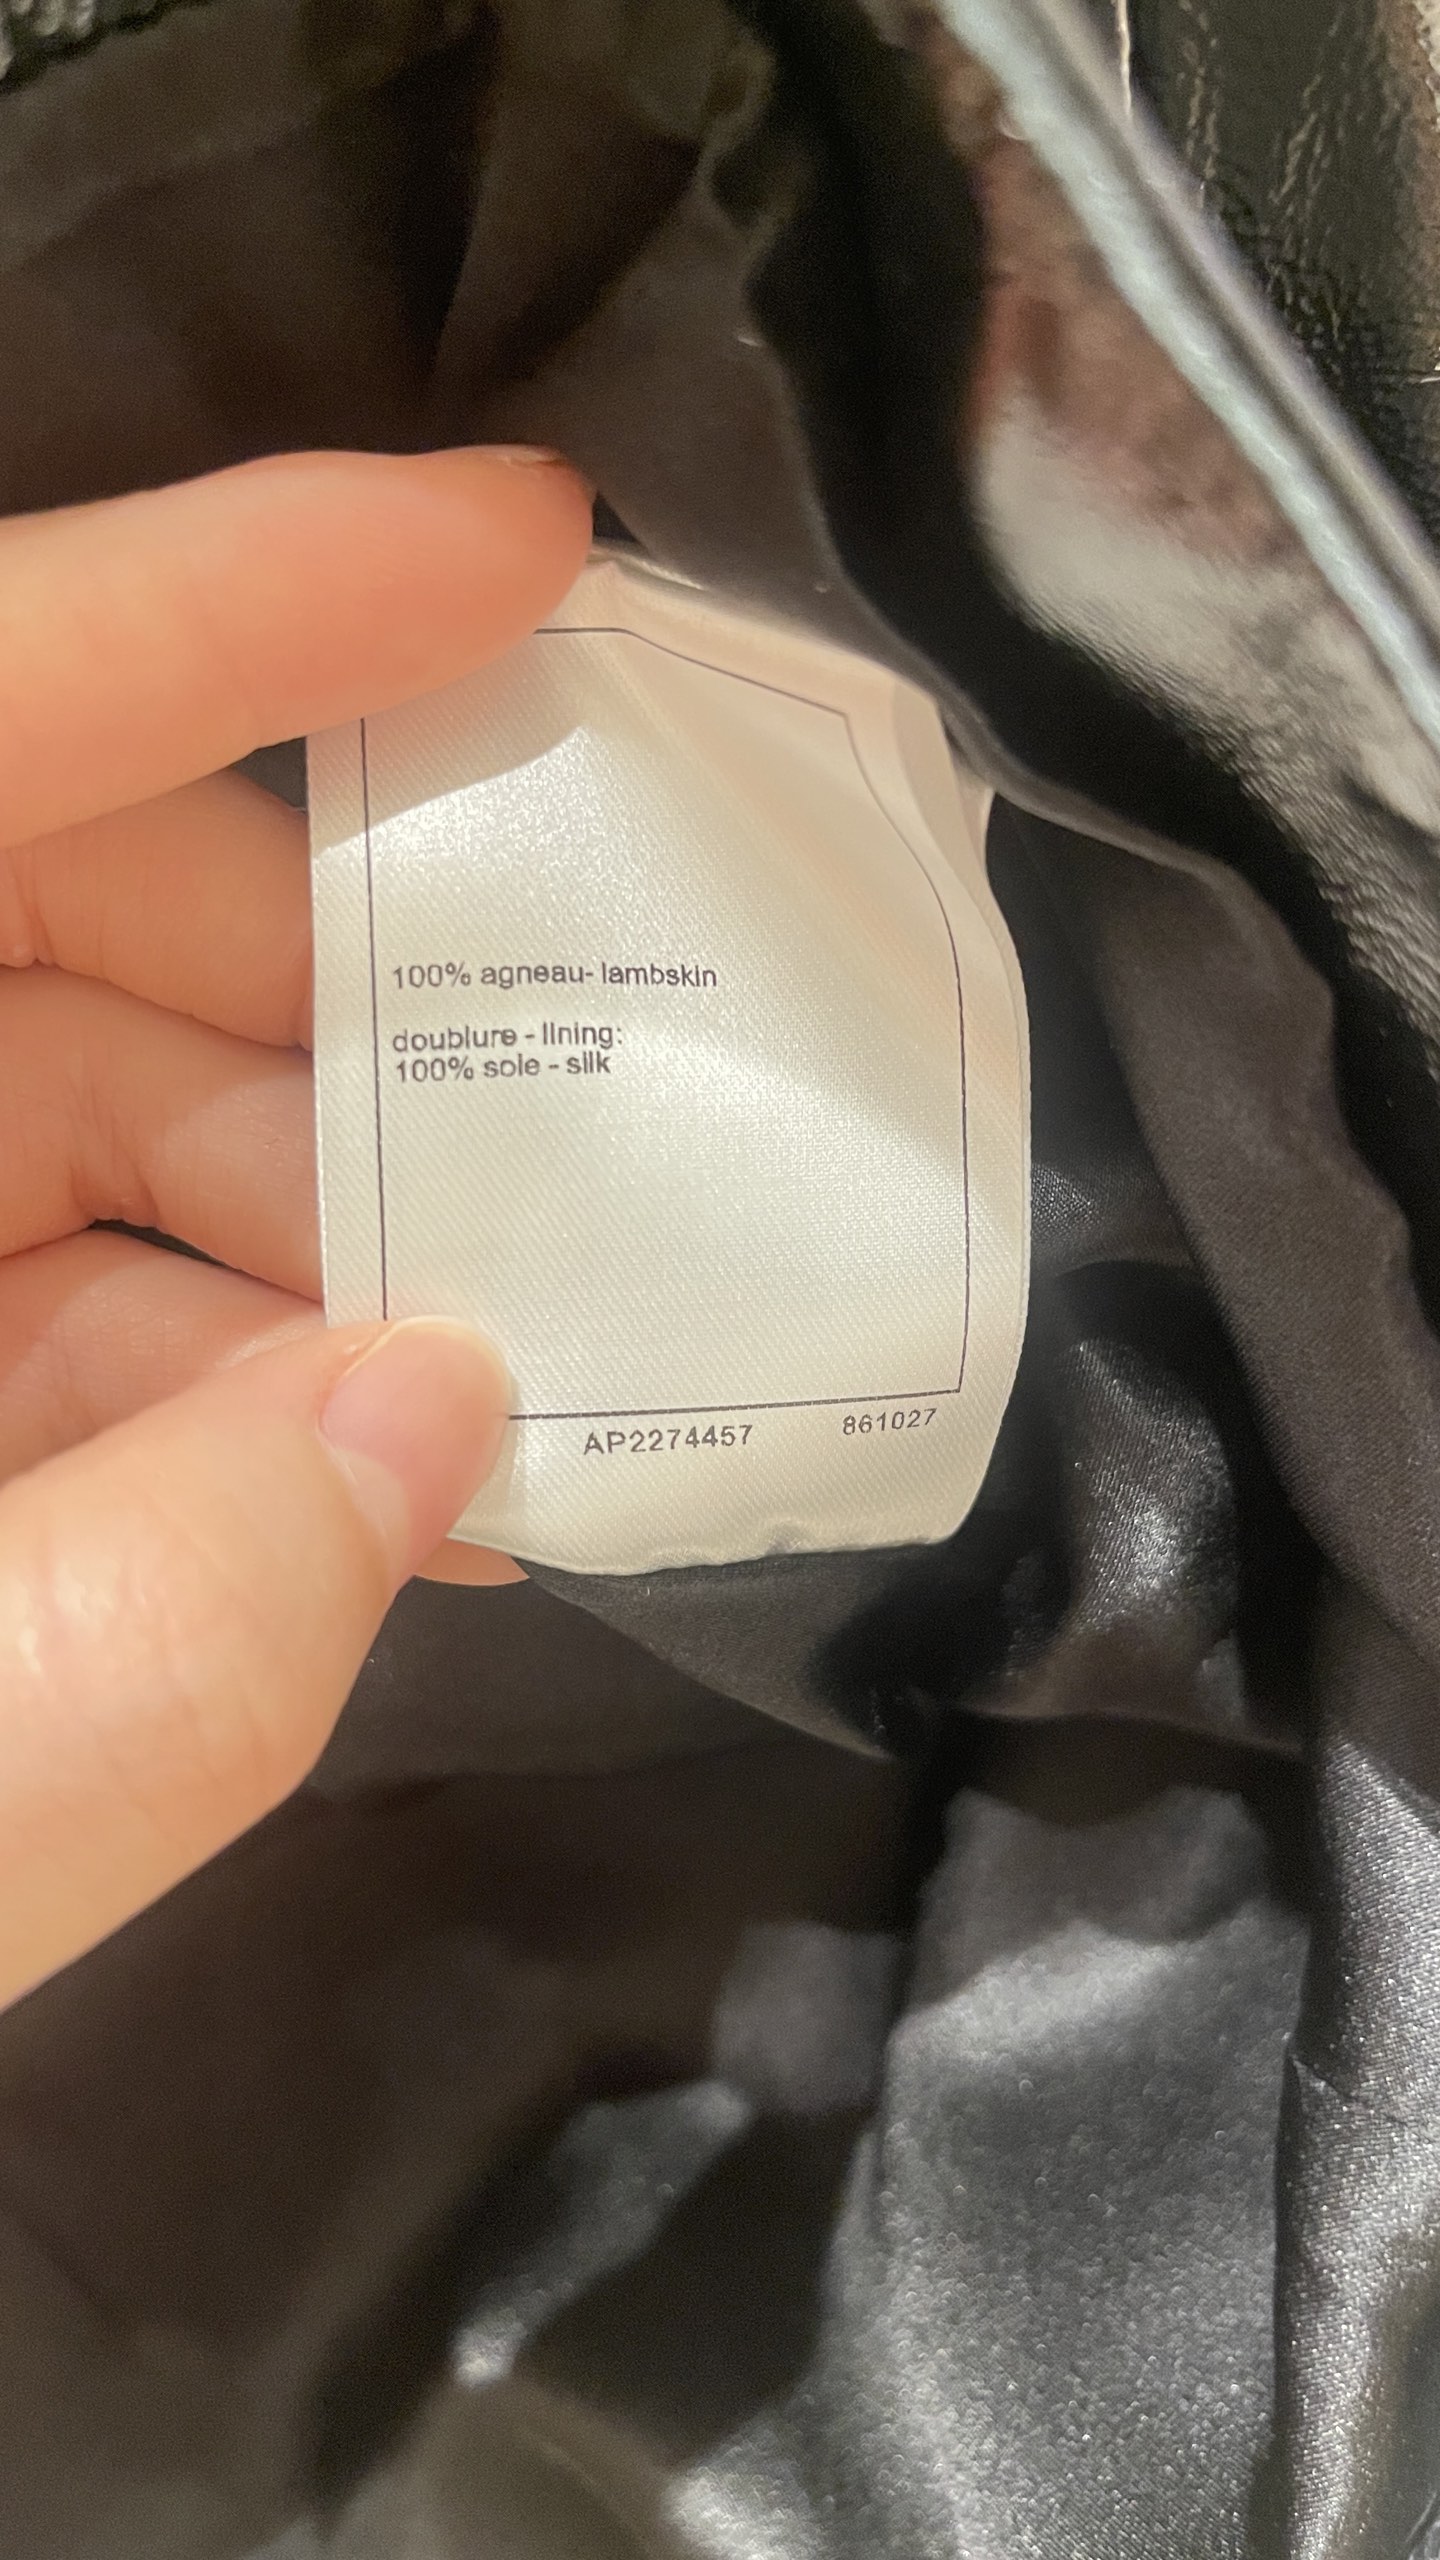 100% agneau- lambskin
doublure - lining:
100% soie - silk
AP2274457 861027